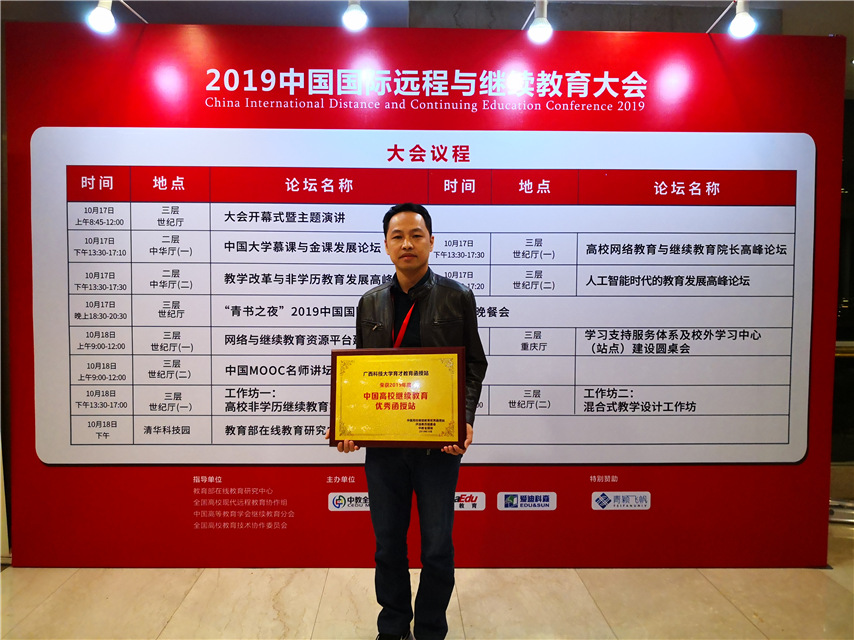 2019中国国际远程与继续教育大会
China International Distance and Continuing Education Conference 2019
大会议程
时间 地点 论坛名称 时间 地点 论坛名称
10月17日 上午8:45-12:00 三层 世纪厅 大会开幕式暨主题演讲
10月17日 下午13:30-17:10 二层 中华厅(一) 中国大学慕课与金课发展论坛 10月17日 下午13:30-17:30 三层 世纪厅(一) 高校网络教育与继续教育院长高峰论坛
10月17日 下午13:30-17:30 二层 中华厅(二) 教学改革与非学历教育发展高峰 10月17日 -17:20 三层 世纪厅(二) 人工智能时代的教育发展高峰论坛
10月17日 晚上18:30-20:30 三层 世纪厅 “青书之夜”2019中国国 晚餐会
10月18日 上午9:00-12:00 三层 世纪厅(一) 网络与继续教育资源平台 三层 重庆厅 学习支持服务体系及校外学习中心 (站点)建设圆桌会
10月18日 上午9:00-12:00 三层 世纪厅(二) 中国MOOC名师讲坛
10月18日 下午13:30-17:00 三层 世纪厅(一) 工作坊一: 高校非学历继续教育 三层 世纪厅(二) 工作坊二: 混合式教学设计工作坊
10月18日 下午 清华科技园 教育部在线教育研究
广西科技大学育才教育函授站
荣获2019年度
中国高校继续教育
优秀函授站
指导单位
教育部在线教育研究中心
全国高校现代远程教育协作组
中国高等教育学会继续教育分会
全国高校教育技术协作委员会
主办单位
中教全
CEDU M
aEdu
教育
爱迪科森
EDU&SUN
特别赞助
青颖飞帆